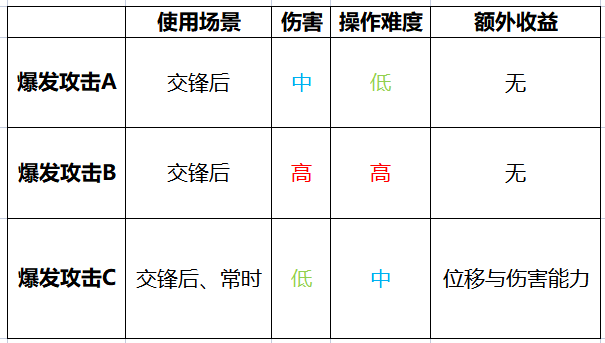 使用场景 伤害 操作难度 额外收益
爆发攻击A 交锋后 中 低 无
爆发攻击B 交锋后 高 高 无
爆发攻击C 交锋后、常时 低 中 位移与伤害能力